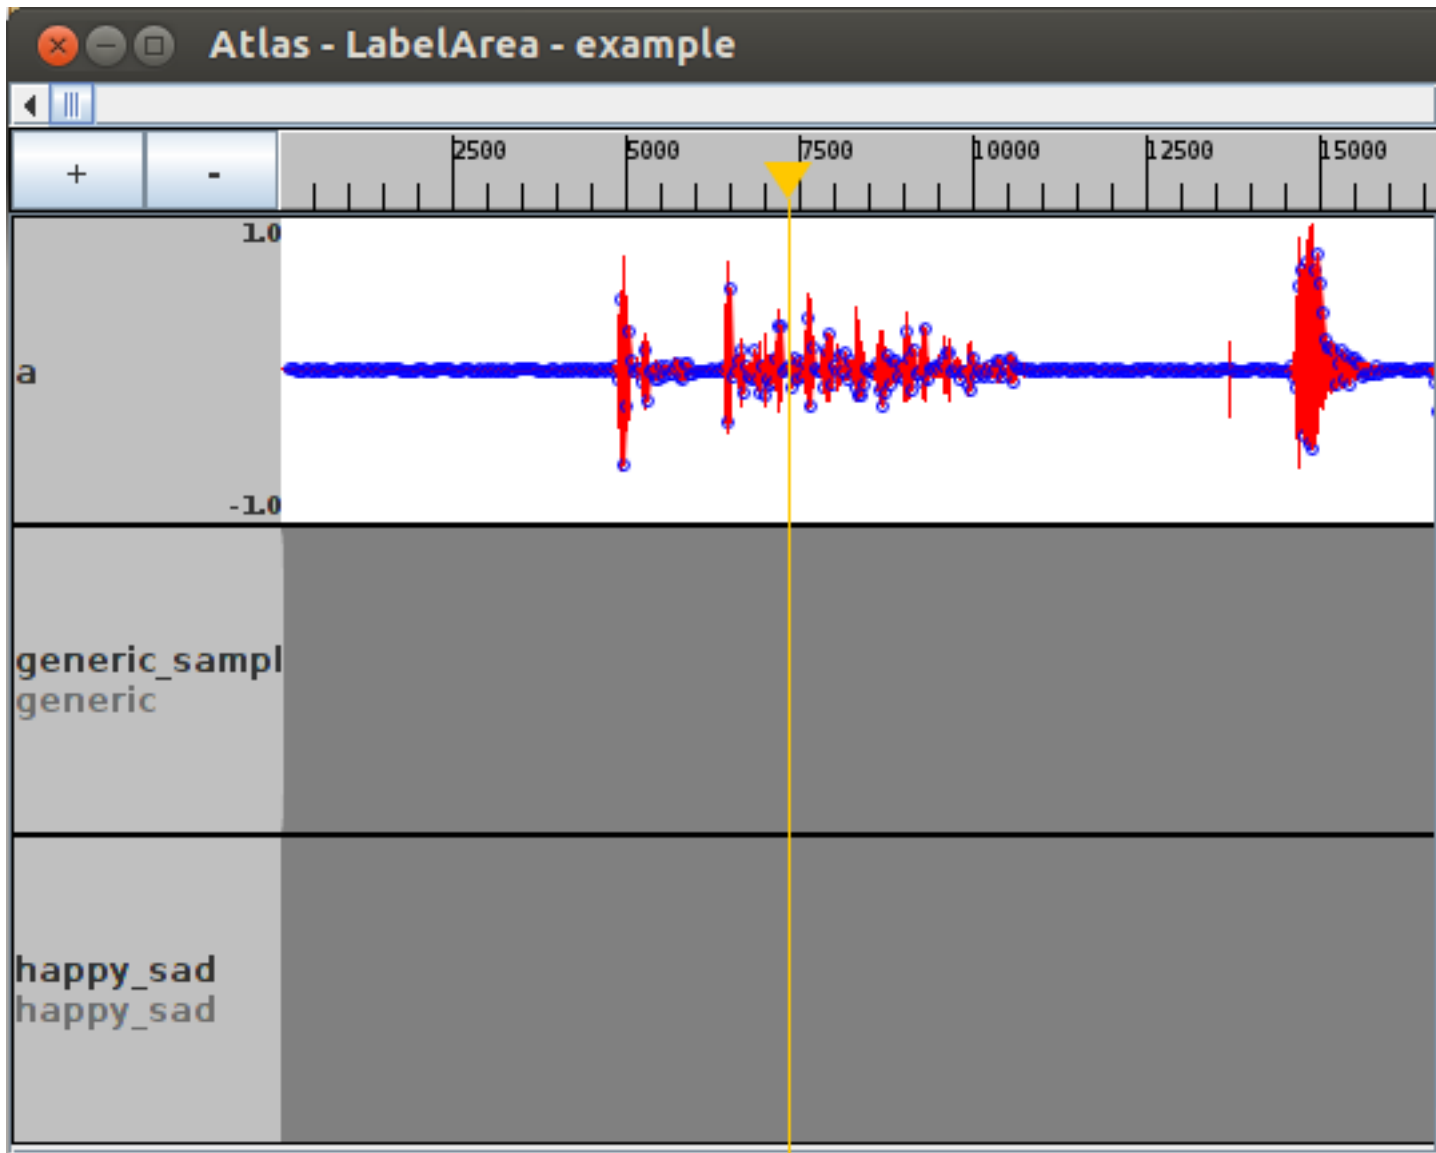 Atlas - LabelArea - example
+ -
2500 5000 7500 10000 12500 15000
1.0
a
-1.0
generic_sampl
generic
happy_sad
happy_sad